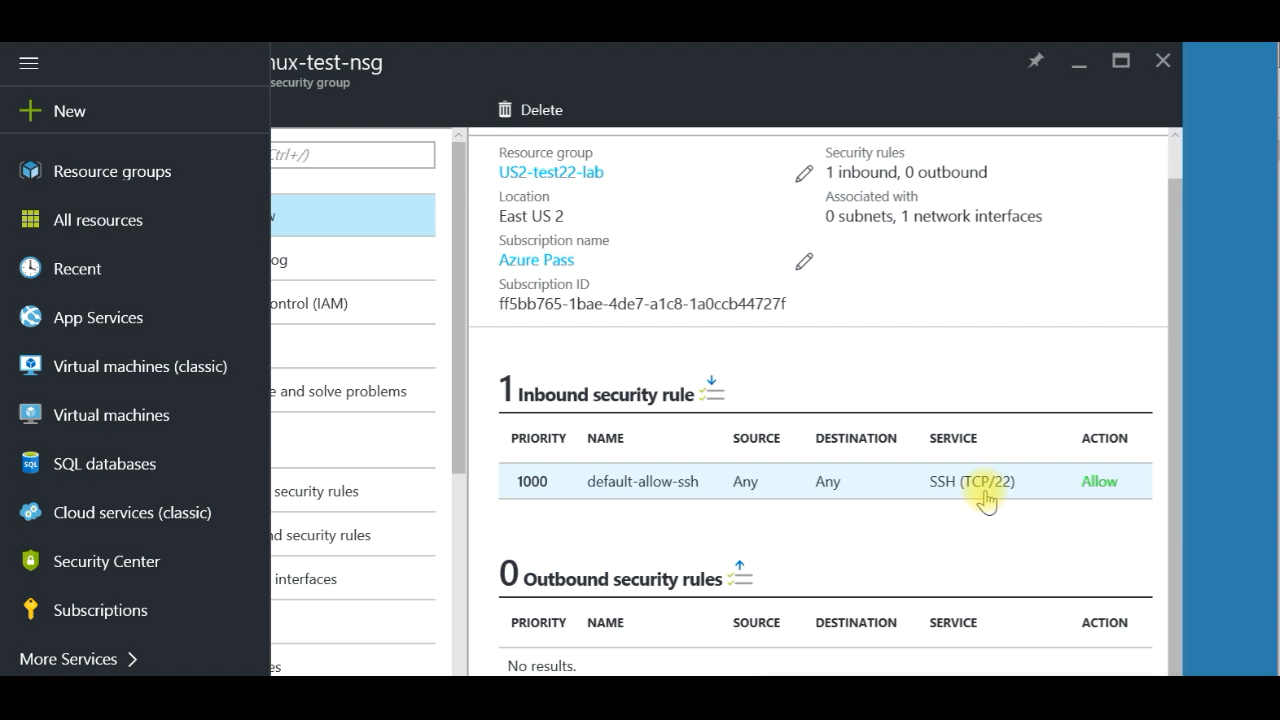 New
Resource groups
All resources
Recent
App Services
Virtual machines (classic)
Virtual machines
SQL databases
Cloud services (classic)
Security Center
Subscriptions
More Services
ux-test-nsg
security group
Delete
Ctrl+/)
og
ontrol (IAM)
e and solve problems
security rules
d security rules
interfaces
es
Resource group
US2-test22-lab
Location
East US 2
Subscription name
Azure Pass
Subscription ID
ff5bb765-1bae-4de7-a1c8-1a0ccb44727f
Security rules
1 inbound, 0 outbound
Associated with
0 subnets, 1 network interfaces
1 Inbound security rule
PRIORITY NAME SOURCE DESTINATION SERVICE ACTION
1000 default-allow-ssh Any Any SSH (TCP/22) Allow
0 Outbound security rules
PRIORITY NAME SOURCE DESTINATION SERVICE ACTION
No results.